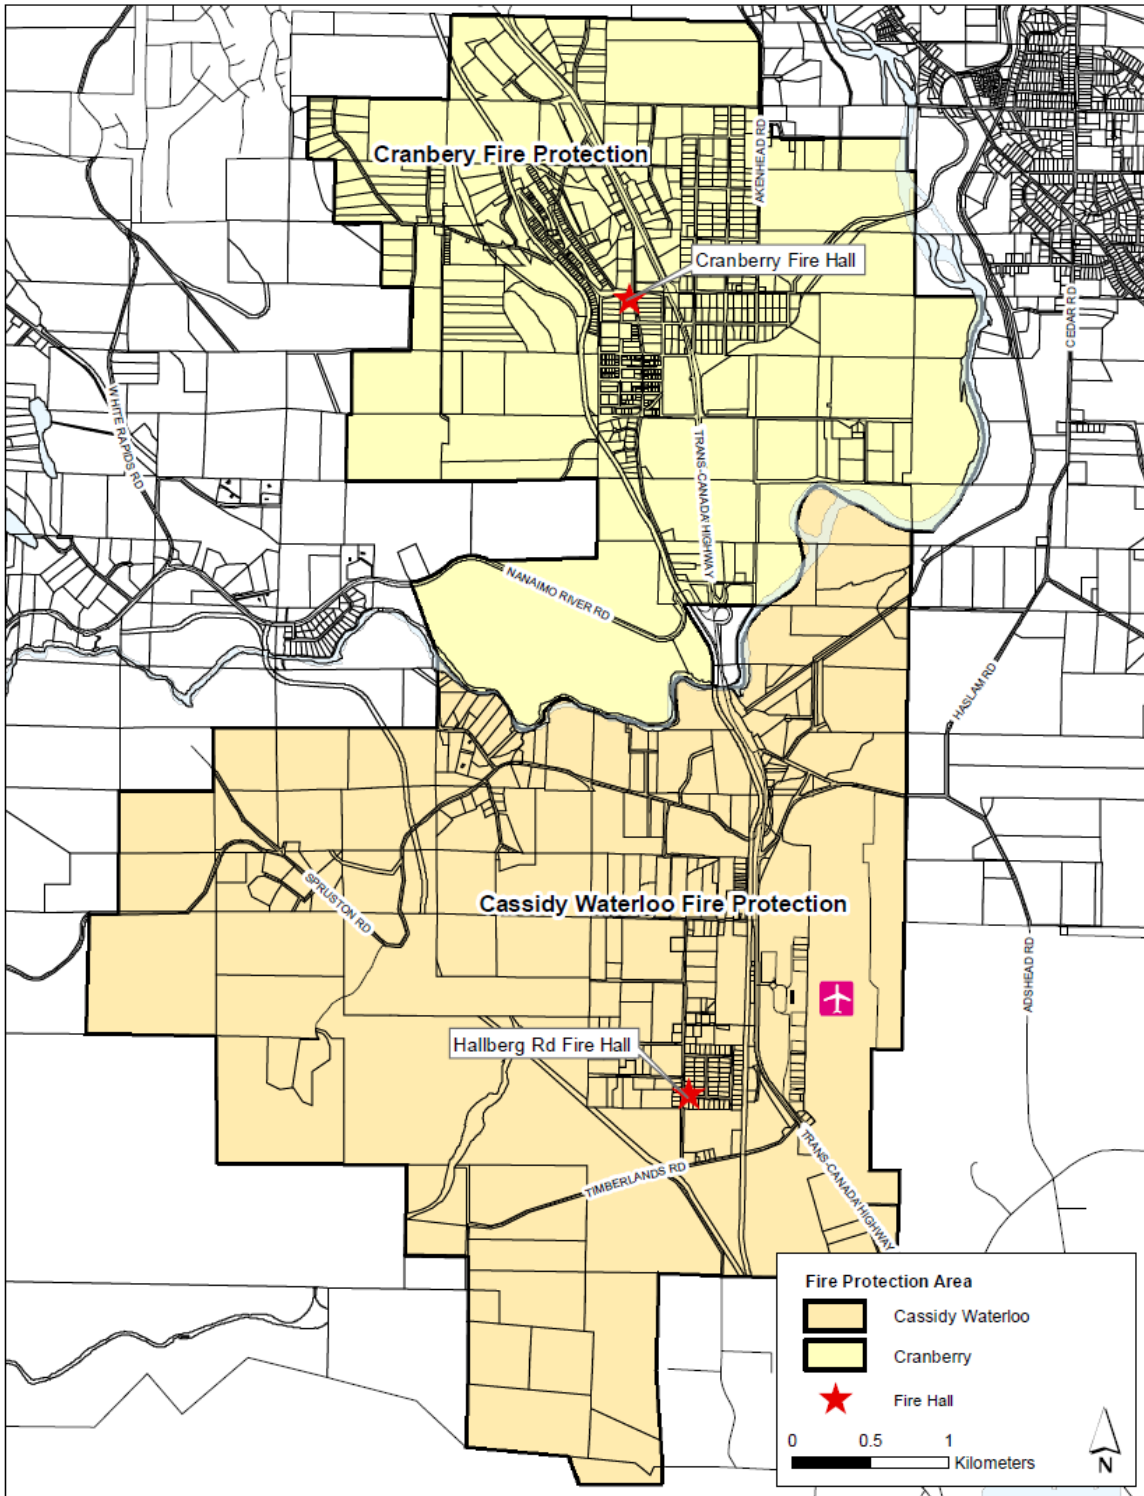 AKENHEAD RD
Cranbery Fire Protection
Cranberry Fire Hall
CEDAR RD
WHITE RAPIDS RD
TRANS-CANADA HIGHWAY
NANAIMO RIVER RD
HASLAM RD
SPRUSTON RD
Cassidy Waterloo Fire Protection
ADSHEAD RD
Hallberg Rd Fire Hall
TIMBERLANDS RD
TRANS-CANADA HIGHWAY
Fire Protection Area
Cassidy Waterloo
Cranberry
Fire Hall
0 0.5 1
Kilometers
N